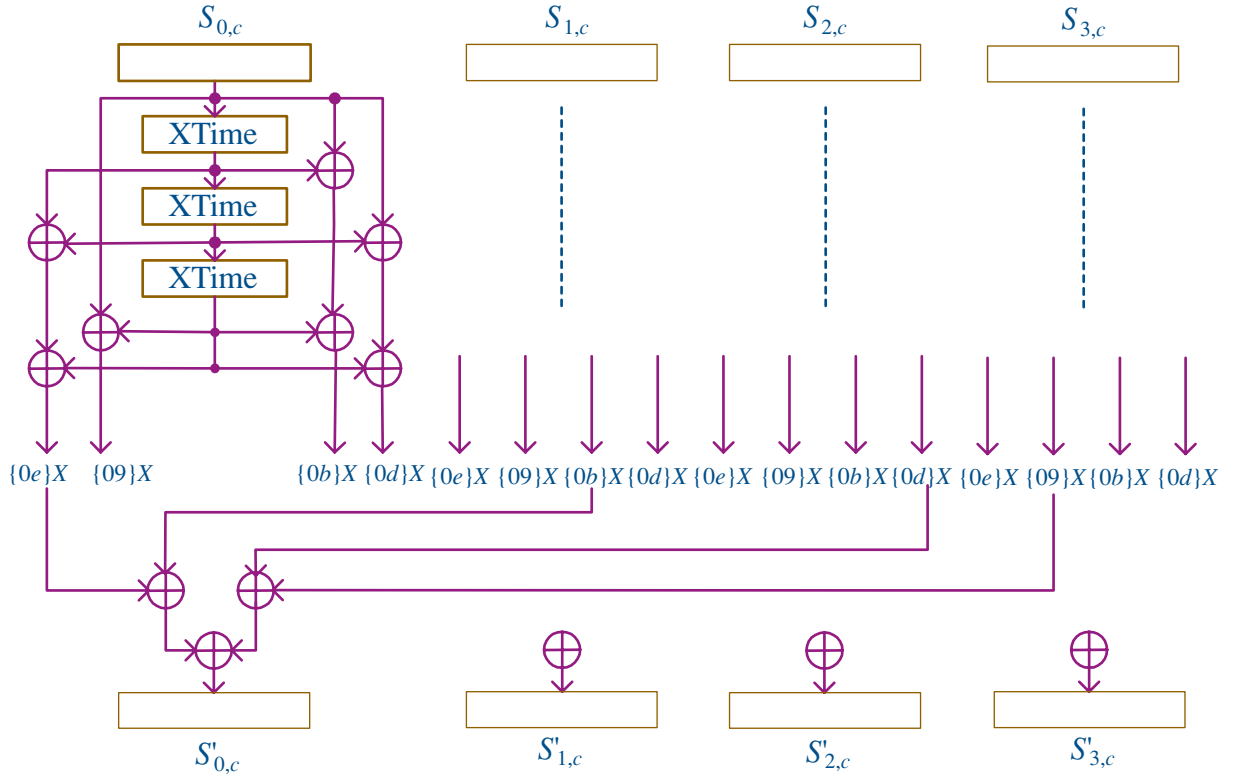 S0,c S1,c S2,c S3,c
XTime
XTime
XTime
{0e}X {09}X {0b}X {0d}X {0e}X {09}X {0b}X {0d}X {0e}X {09}X {0b}X {0d}X {0e}X {09}X {0b}X {0d}X
S'0,c S'1,c S'2,c S'3,c